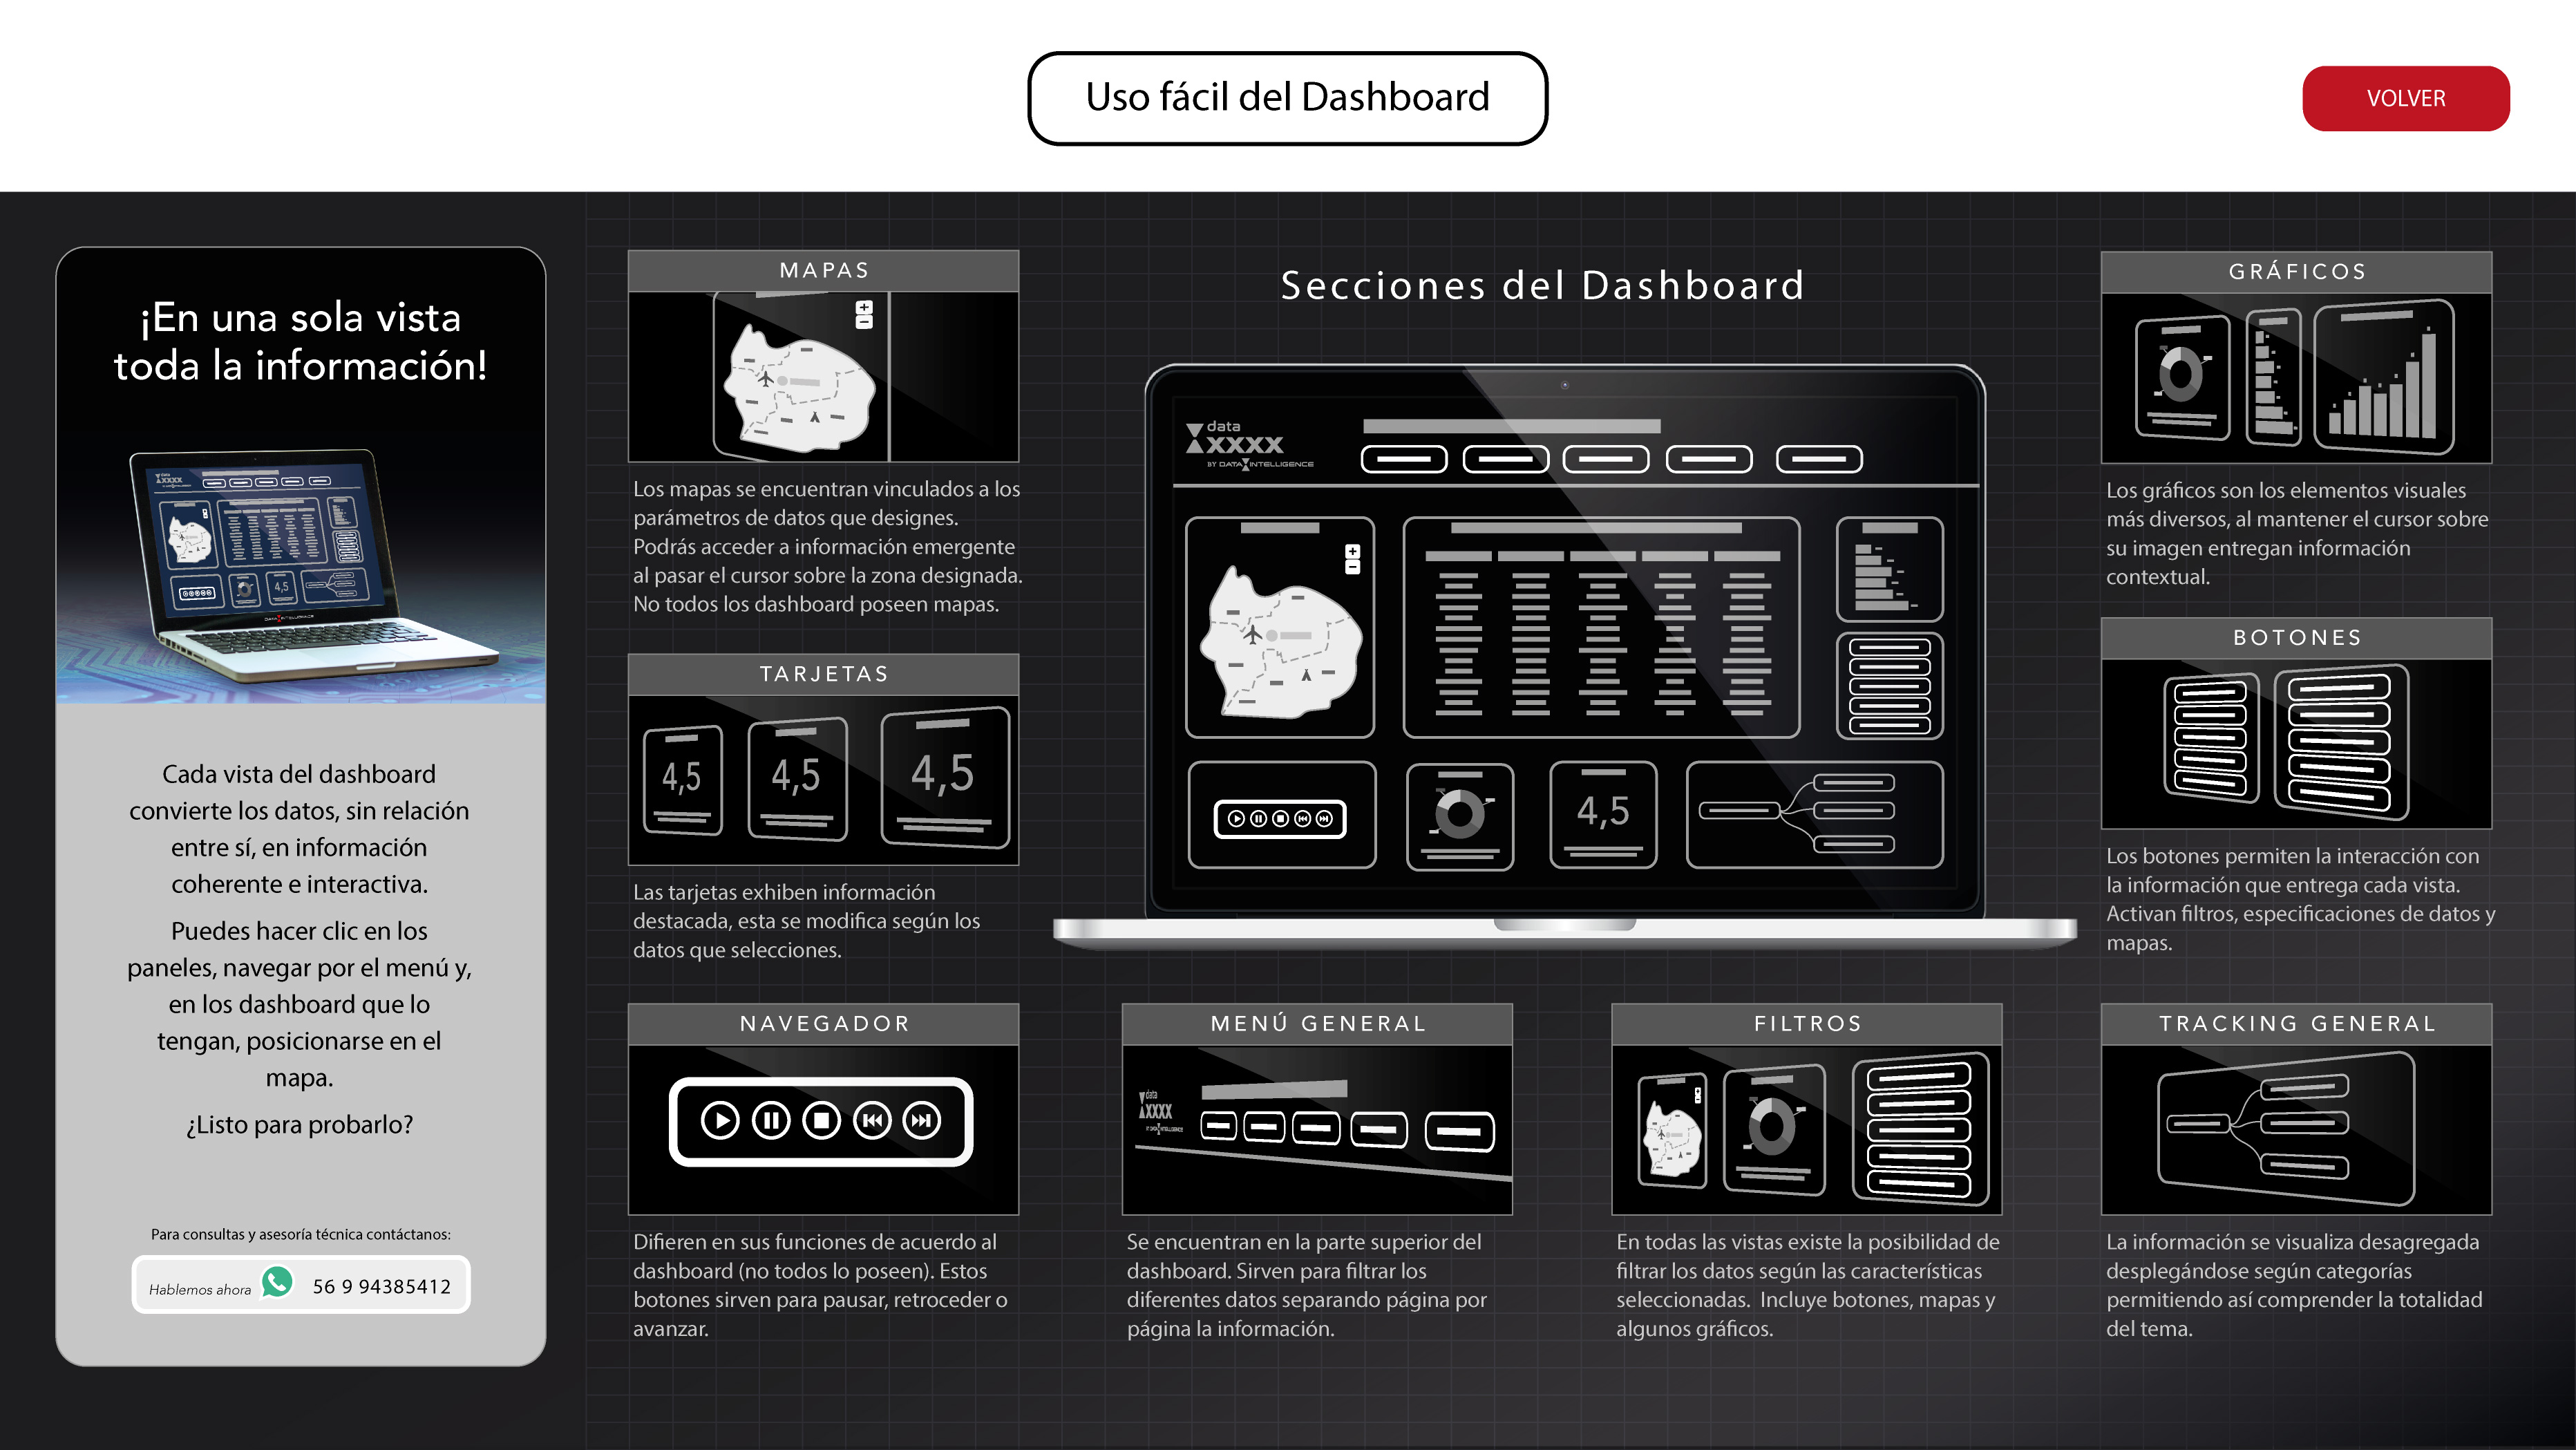 Uso fácil del Dashboard
VOLVER
¡En una sola vista
toda la información!
Cada vista del dashboard
convierte los datos, sin relación
entre sí, en información
coherente e interactiva.
Puedes hacer clic en los
paneles, navegar por el menú y,
en los dashboard que lo
tengan, posicionarse en el
mapa.
¿Listo para probarlo?
Para consultas y asesoría técnica contáctanos:
Hablemos ahora 56 9 94385412
MAPAS
Los mapas se encuentran vinculados a los
parámetros de datos que designes.
Podrás acceder a información emergente
al pasar el cursor sobre la zona designada.
No todos los dashboard poseen mapas.
TARJETAS
4,5 4,5 4,5
Las tarjetas exhiben información
destacada, esta se modifica según los
datos que selecciones.
Secciones del Dashboard
data
XXXX
BY DATA INTELLIGENCE
4,5
GRÁFICOS
Los gráficos son los elementos visuales
más diversos, al mantener el cursor sobre
su imagen entregan información
contextual.
BOTONES
Los botones permiten la interacción con
la información que entrega cada vista.
Activan filtros, especificaciones de datos y
mapas.
NAVEGADOR
Difieren en sus funciones de acuerdo al
dashboard (no todos lo poseen). Estos
botones sirven para pausar, retroceder o
avanzar.
MENÚ GENERAL
data
XXXX
BY DATA INTELLIGENCE
Se encuentran en la parte superior del
dashboard. Sirven para filtrar los
diferentes datos separando página por
página la información.
FILTROS
En todas las vistas existe la posibilidad de
filtrar los datos según las características
seleccionadas.  Incluye botones, mapas y
algunos gráficos.
TRACKING GENERAL
La información se visualiza desagregada
desplegándose según categorías
permitiendo así comprender la totalidad
del tema.